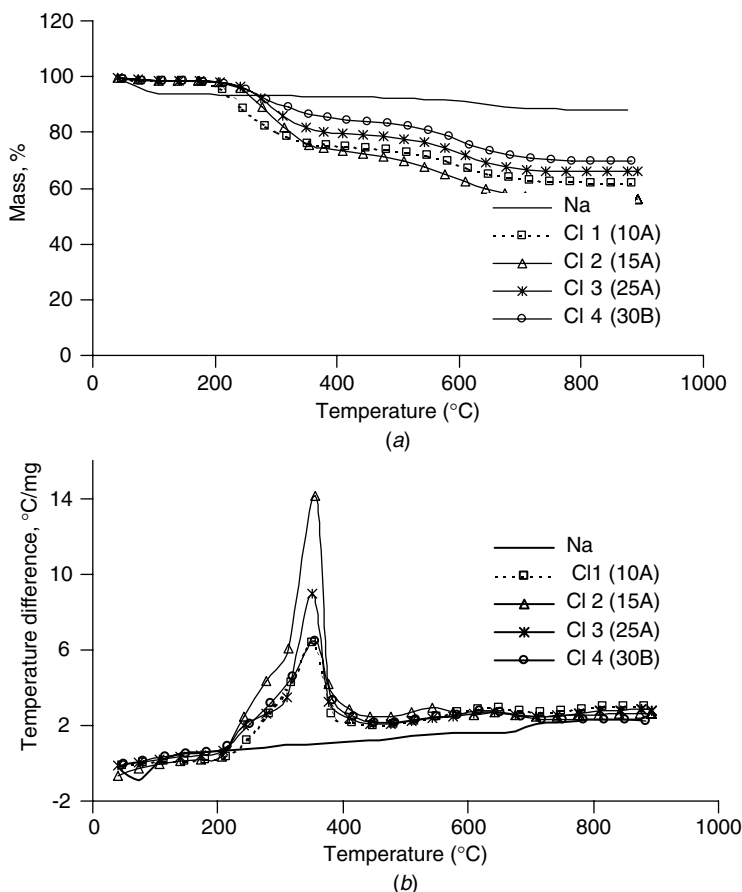 120
100
80
60
40
20
0
Mass, %
Na
Cl 1 (10A)
Cl 2 (15A)
Cl 3 (25A)
Cl 4 (30B)
0 200 400 600 800 1000
Temperature (°C)
(a)
14
10
6
2
-2
Temperature difference, °C/mg
Na
Cl1 (10A)
Cl 2 (15A)
Cl 3 (25A)
Cl 4 (30B)
0 200 400 600 800 1000
Temperature (°C)
(b)